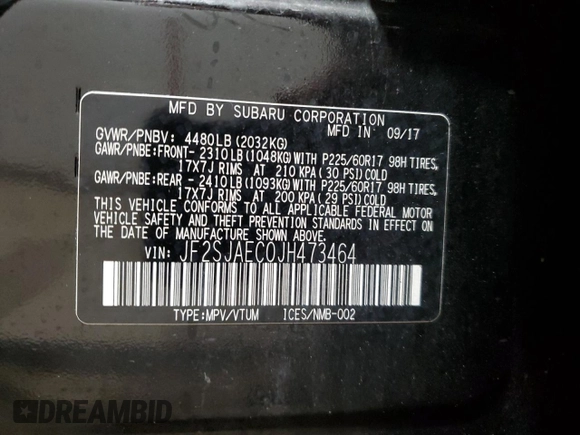 MFD BY SUBARU CORPORATION
MFD IN 09/17
GVWR/PNBV: 4480LB(2032KG)
GAWR/PNBE:FRONT- 2310LB(1048KG)WITH P225/60R17 98H TIRES,
17X7J RIMS AT 210 KPA(30 PSI)COLD
GAWR/PNBE:REAR - 2410LB(1093KG)WITH P225/60R17 98H TIRES,
17X7J RIMS AT 200 KPA(29 PSI)COLD
THIS VEHICLE CONFORMS TO ALL APPLICABLE FEDERAL MOTOR
VEHICLE SAFETY AND THEFT PREVENTION STANDARDS IN EFFECT ON
THE DATE OF MANUFACTURE SHOWN ABOVE.
VIN: JF2SJAEC0JH473464
TYPE:MPV/VTUM ICES/NMB-002
DREAMBID